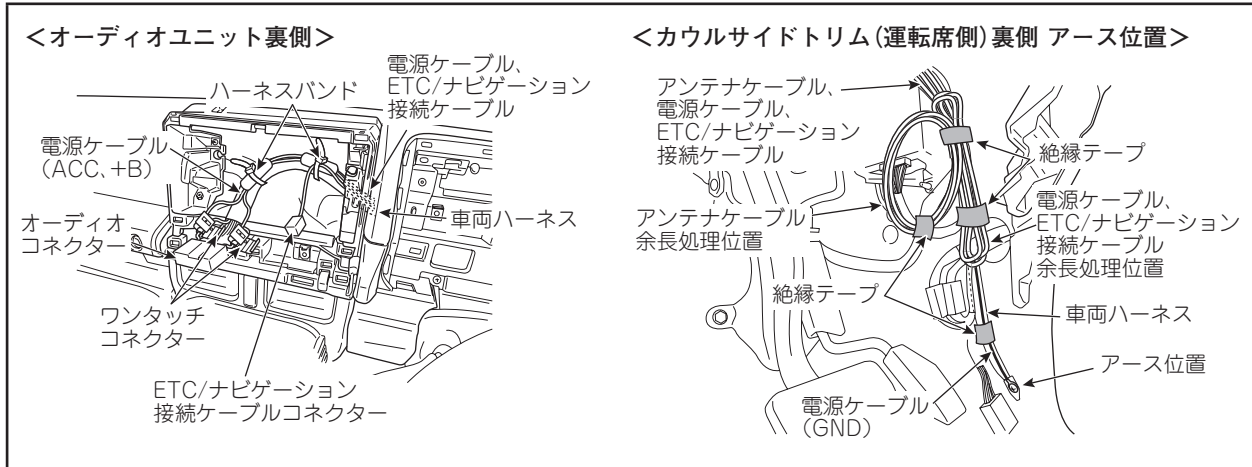 ＜オーディオユニット裏側＞
ハーネスバンド
電源ケーブル、
ETC/ナビゲーション
接続ケーブル
電源ケーブル
(ACC、+B)
オーディオ
コネクター
車両ハーネス
ワンタッチ
コネクター
ETC/ナビゲーション
接続ケーブルコネクター
＜カウルサイドトリム(運転席側)裏側 アース位置＞
アンテナケーブル、
電源ケーブル、
ETC/ナビゲーション
接続ケーブル
絶縁テープ
アンテナケーブル
余長処理位置
電源ケーブル、
ETC/ナビゲーション
接続ケーブル
余長処理位置
絶縁テープ
車両ハーネス
アース位置
電源ケーブル
(GND)